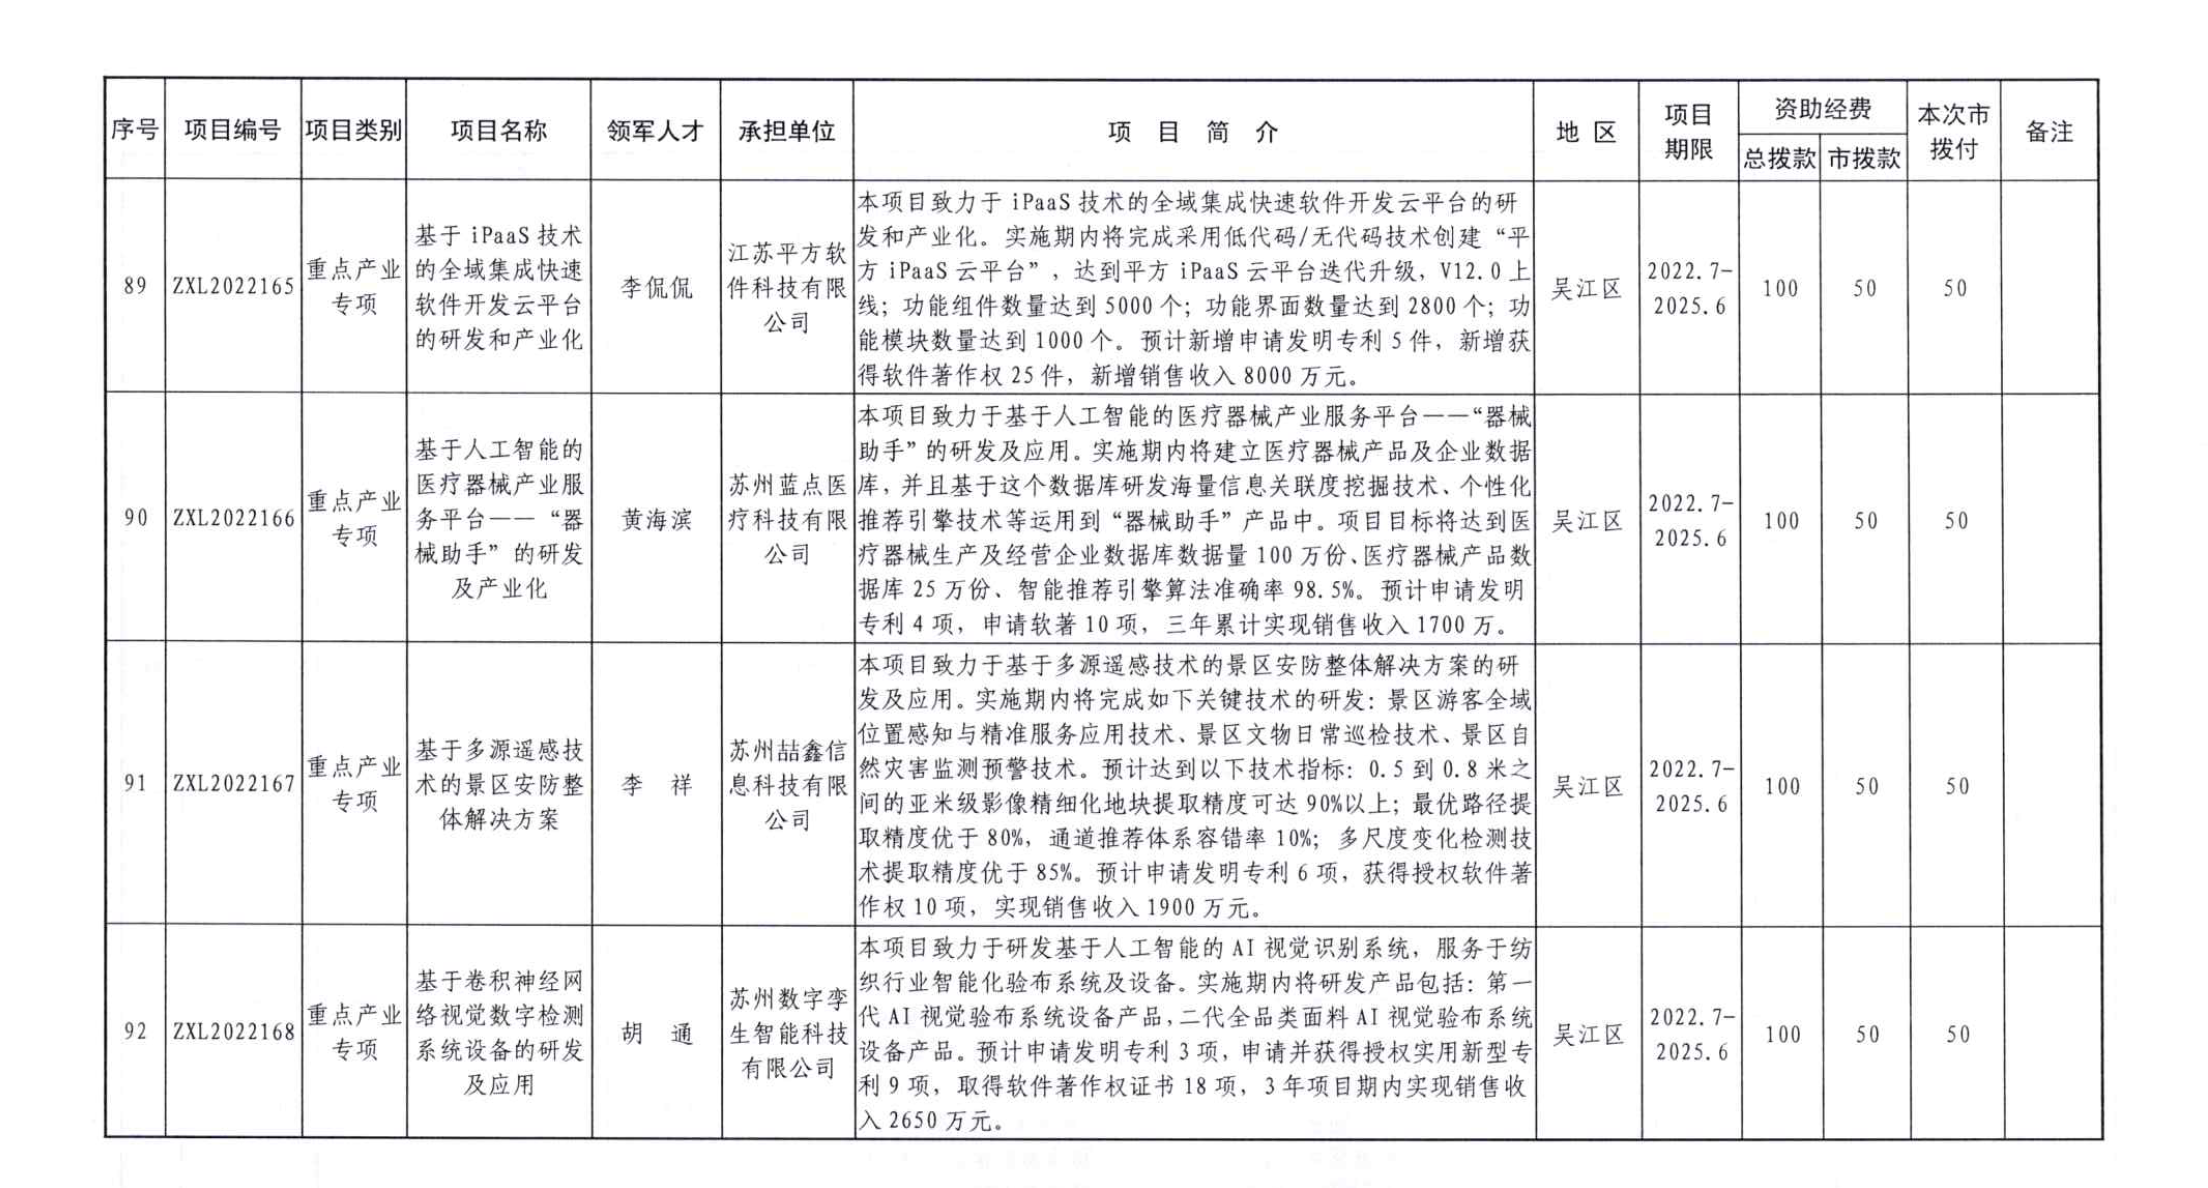 序号
项目编号
项目类别
项目名称
领军人才
承担单位
项 目 简 介
地 区
项目
期限
资助经费
总拨款
市拨款
本次市
拨付
备注
89
ZXL2022165
重点产业
专项
基于 iPaaS 技术
的全域集成快速
软件开发云平台
的研发和产业化
李侃侃
江苏平方软
件科技有限
公司
本项目致力于 iPaaS 技术的全域集成快速软件开发云平台的研
发和产业化。实施期内将完成采用低代码/无代码技术创建“平
方 iPaaS 云平台”，达到平方 iPaaS 云平台迭代升级，V12.0 上
线；功能组件数量达到 5000 个；功能界面数量达到 2800 个；功
能模块数量达到 1000 个。预计新增申请发明专利 5 件，新增获
得软件著作权 25 件，新增销售收入 8000 万元。
吴江区
2022.7-
2025.6
100
50
50
90
ZXL2022166
重点产业
专项
基于人工智能的
医疗器械产业服
务平台——“器
械助手”的研发
及产业化
黄海滨
苏州蓝点医
疗科技有限
公司
本项目致力于基于人工智能的医疗器械产业服务平台——“器械
助手”的研发及应用。实施期内将建立医疗器械产品及企业数据
库，并且基于这个数据库研发海量信息关联度挖掘技术、个性化
推荐引擎技术等运用到“器械助手”产品中。项目目标将达到医
疗器械生产及经营企业数据库数据量 100 万份、医疗器械产品数
据库 25 万份、智能推荐引擎算法准确率 98.5%。预计申请发明
专利 4 项，申请软著 10 项，三年累计实现销售收入 1700 万。
吴江区
2022.7-
2025.6
100
50
50
91
ZXL2022167
重点产业
专项
基于多源遥感技
术的景区安防整
体解决方案
李 祥
苏州喆鑫信
息科技有限
公司
本项目致力于基于多源遥感技术的景区安防整体解决方案的研
发及应用。实施期内将完成如下关键技术的研发：景区游客全域
位置感知与精准服务应用技术、景区文物日常巡检技术、景区自
然灾害监测预警技术。预计达到以下技术指标：0.5 到 0.8 米之
间的亚米级影像精细化地块提取精度可达 90%以上；最优路径提
取精度优于 80%，通道推荐体系容错率 10%；多尺度变化检测技
术提取精度优于 85%。预计申请发明专利 6 项，获得授权软件著
作权 10 项，实现销售收入 1900 万元。
吴江区
2022.7-
2025.6
100
50
50
92
ZXL2022168
重点产业
专项
基于卷积神经网
络视觉数字检测
系统设备的研发
及应用
胡 通
苏州数字孪
生智能科技
有限公司
本项目致力于研发基于人工智能的 AI 视觉识别系统，服务于纺
织行业智能化验布系统及设备。实施期内将研发产品包括：第一
代 AI 视觉验布系统设备产品，二代全品类面料 AI 视觉验布系统
设备产品。预计申请发明专利 3 项，申请并获得授权实用新型专
利 9 项，取得软件著作权证书 18 项，3 年项目期内实现销售收
入 2650 万元。
吴江区
2022.7-
2025.6
100
50
50